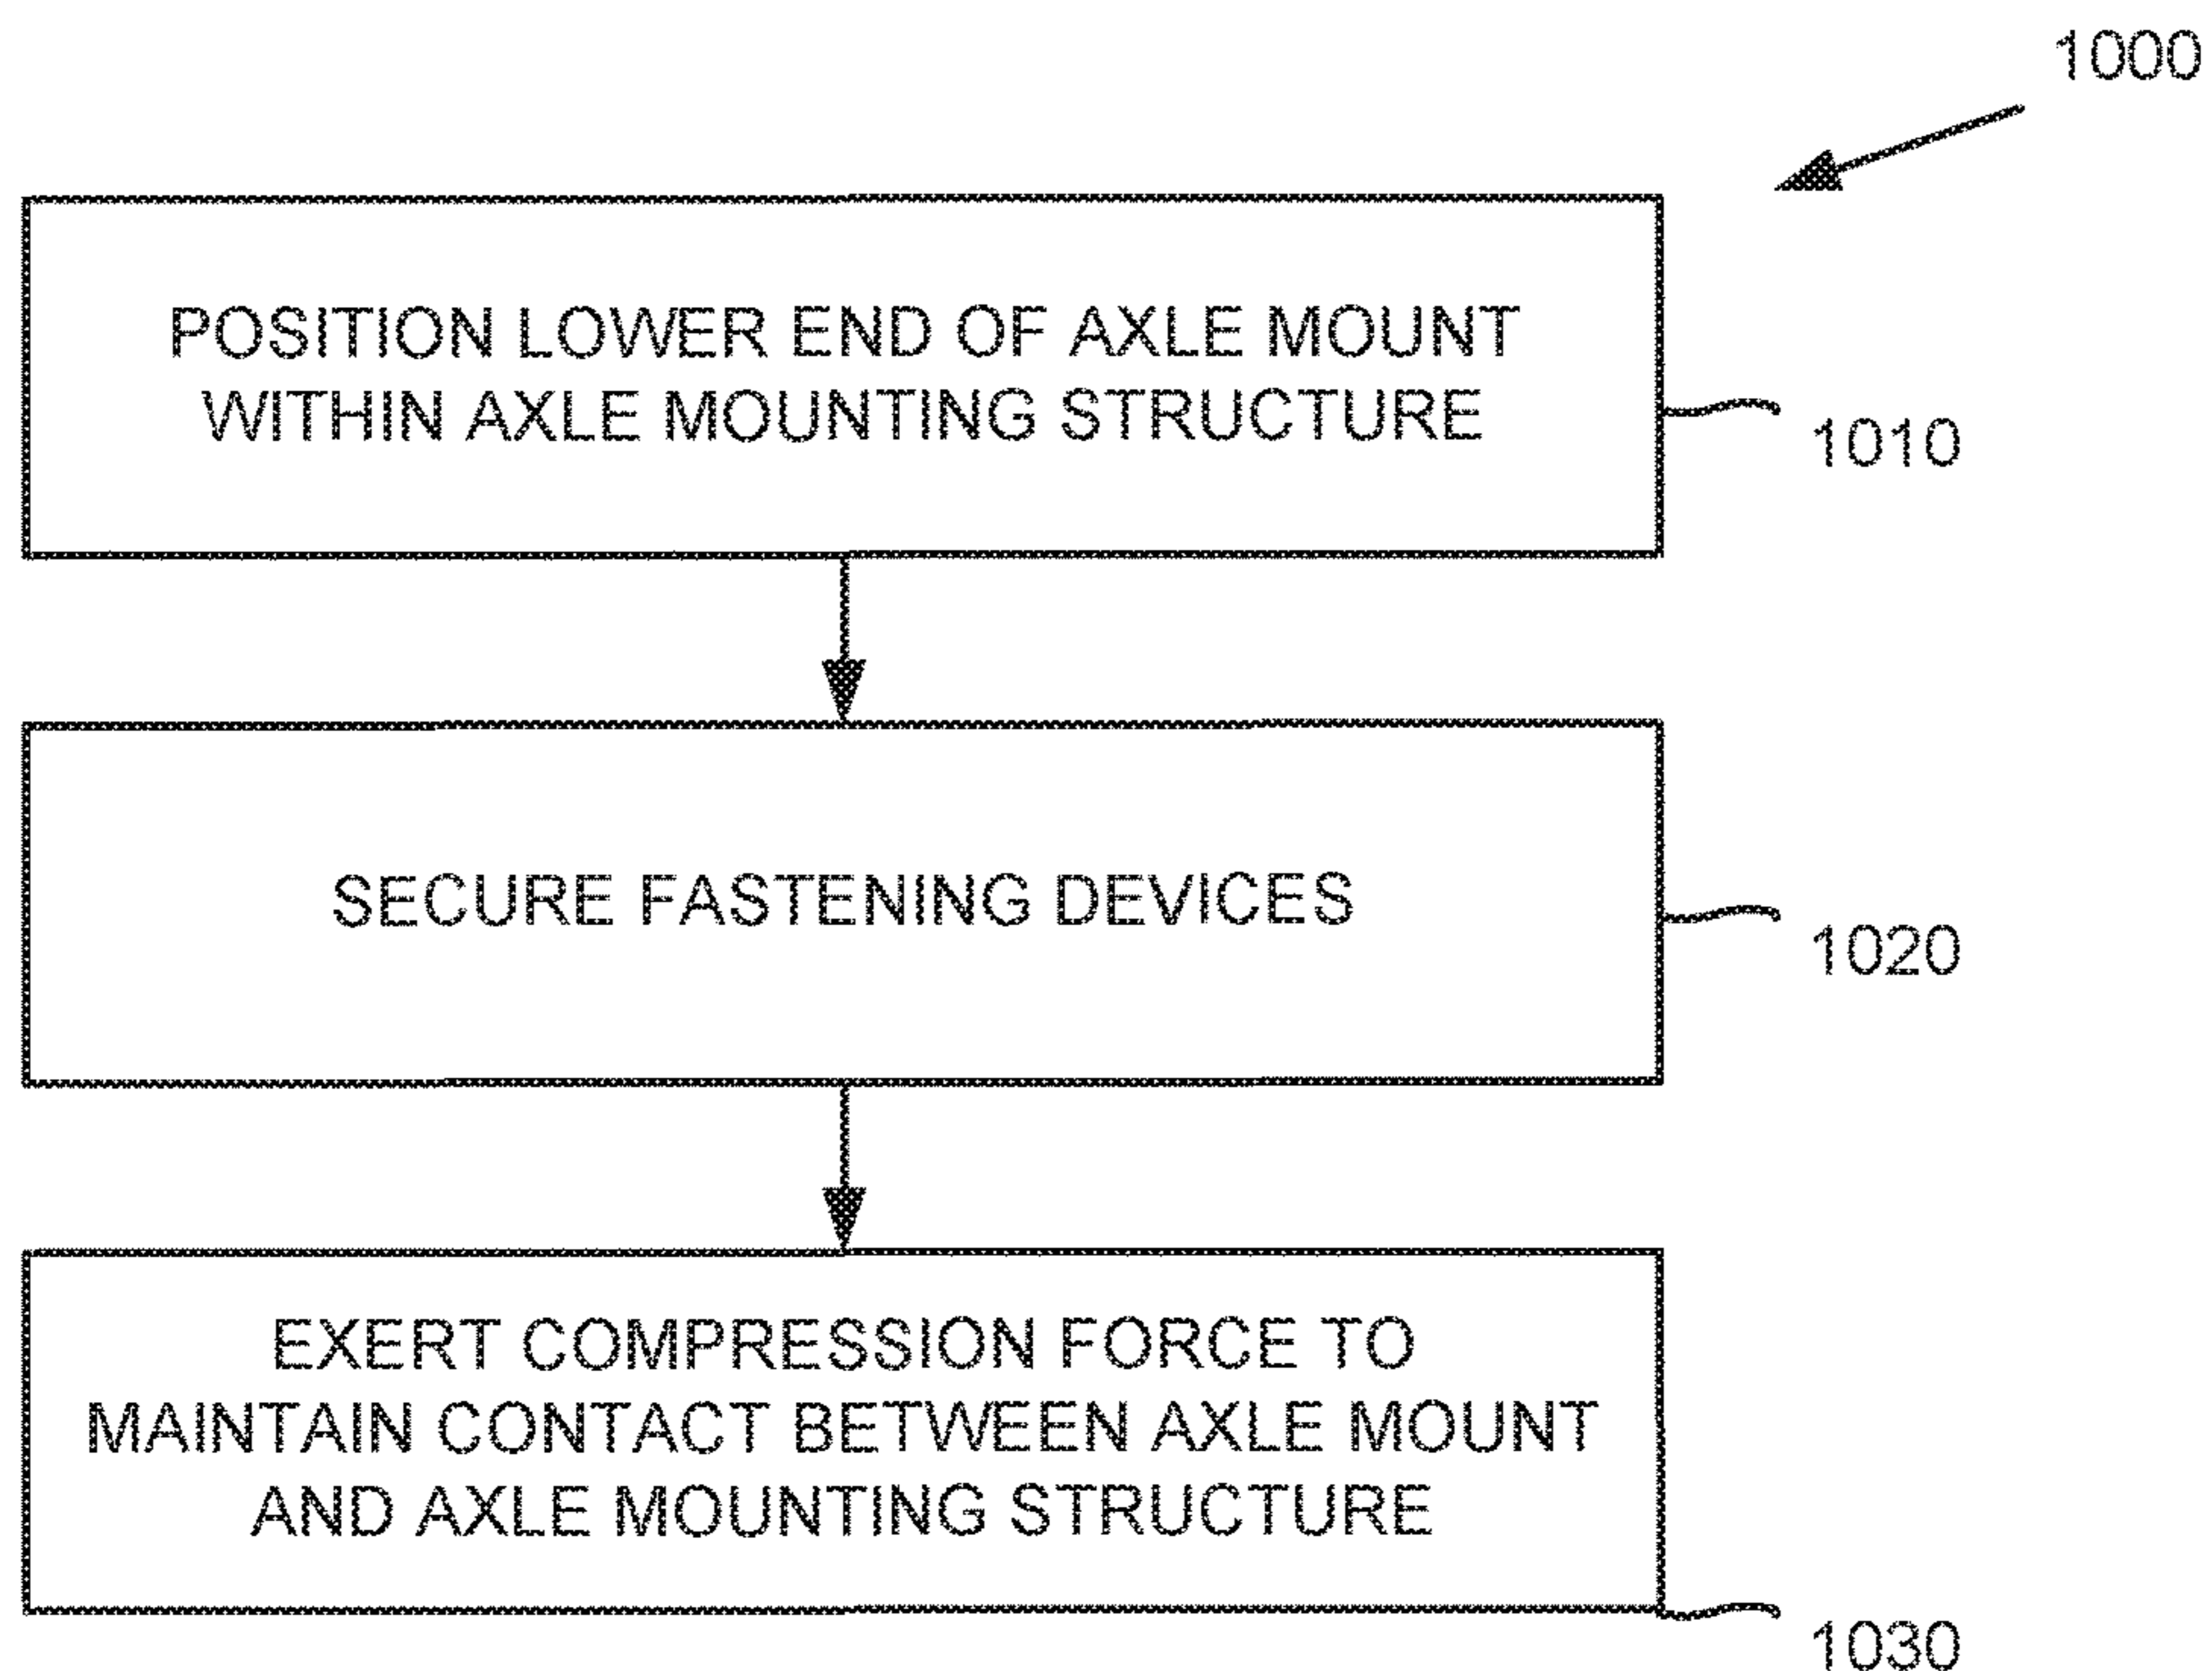 1000
POSITION LOWER END OF AXLE MOUNT
WITHIN AXLE MOUNTING STRUCTURE
1010
SECURE FASTENING DEVICES
1020
EXERT COMPRESSION FORCE TO
MAINTAIN CONTACT BETWEEN AXLE MOUNT
AND AXLE MOUNTING STRUCTURE
1030